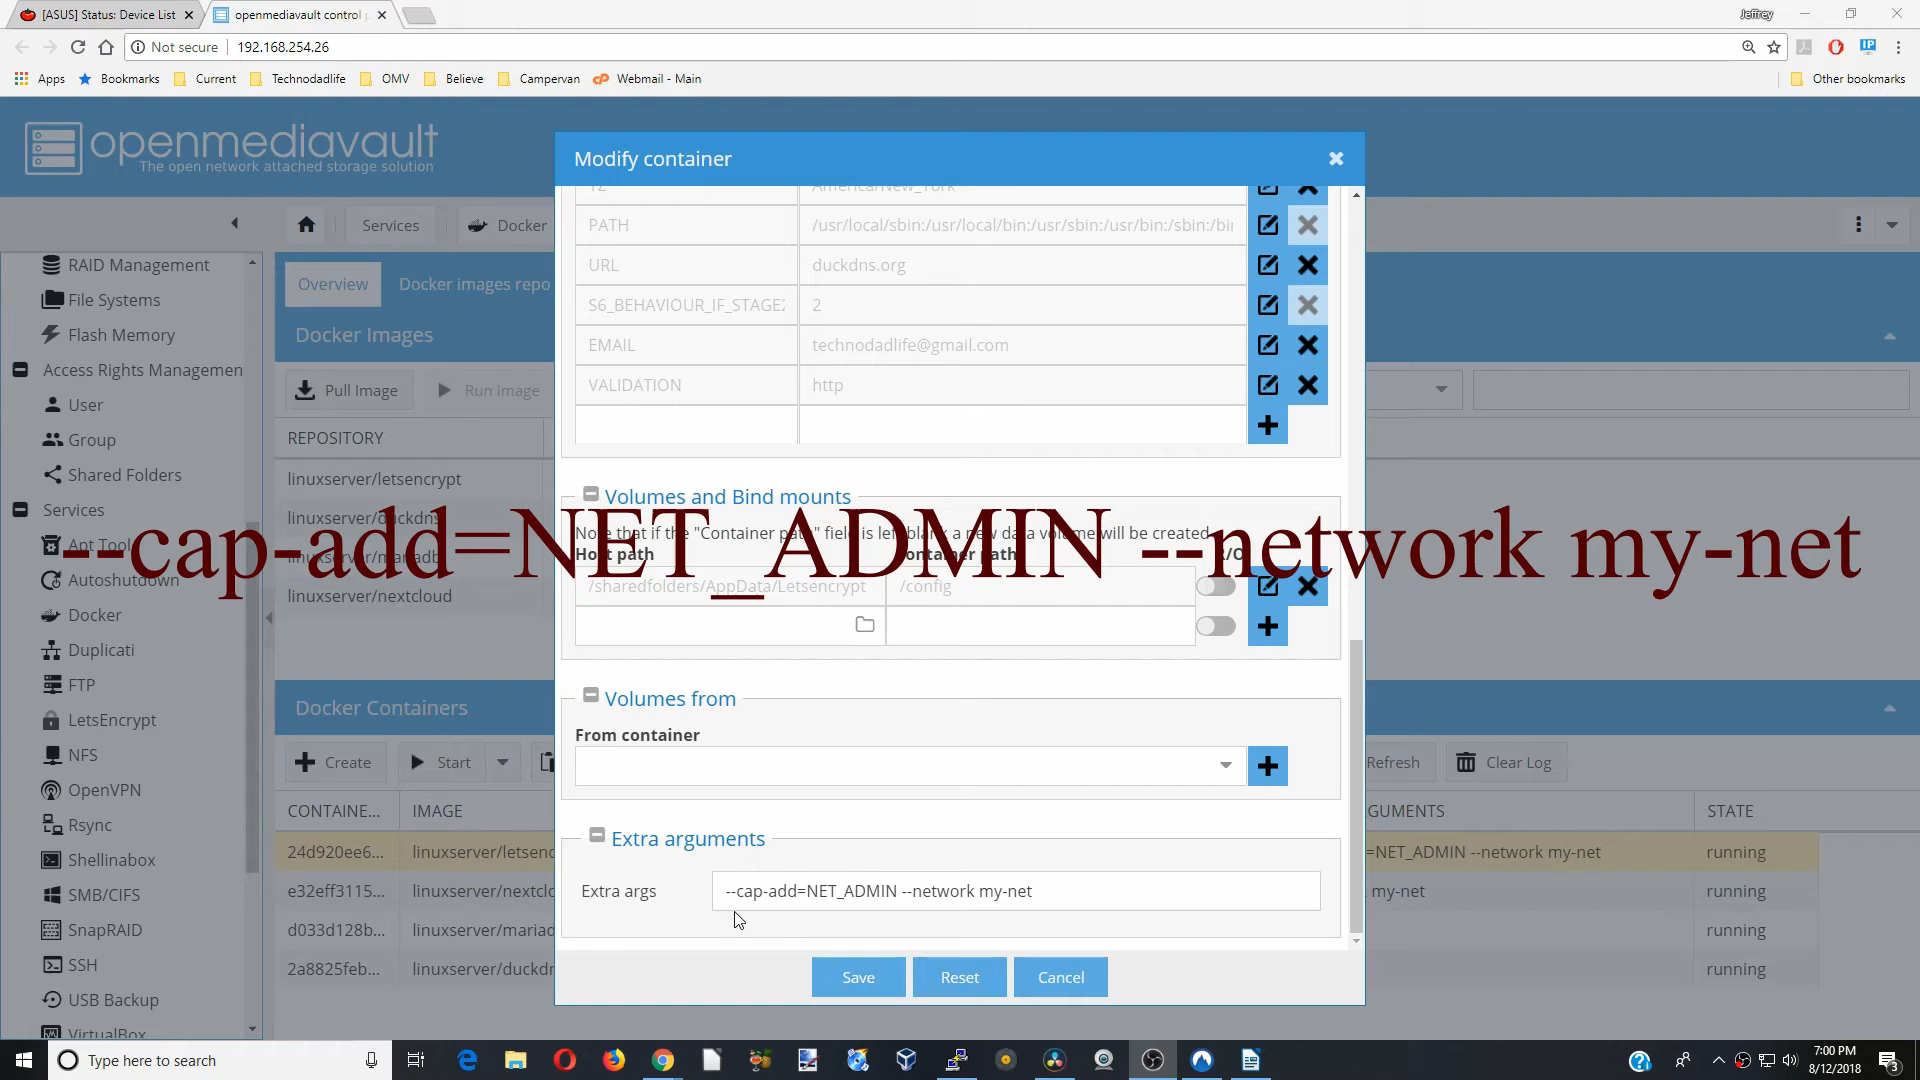 [ASUS] Status: Device List
openmediavault control p
Jeffrey
Not secure
192.168.254.26
Apps
Bookmarks
Current
Technodadlife
OMV
Believe
Campervan
Webmail - Main
Other bookmarks
openmediavault
The open network attached storage solution
Modify container
Services
Docker
RAID Management
File Systems
Flash Memory
Access Rights Managemen
User
Group
Shared Folders
Services
Apt Tool
Autoshutdown
Docker
Duplicati
FTP
LetsEncrypt
NFS
OpenVPN
Rsync
Shellinabox
SMB/CIFS
SnapRAID
SSH
USB Backup
VirtualBox
Overview
Docker images repo
Docker Images
Pull Image
Run Image
REPOSITORY
linuxserver/letsencrypt
linuxserver/duckdns
linuxserver/mariadb
linuxserver/nextcloud
TZ America/New_York
PATH /usr/local/sbin:/usr/local/bin:/usr/sbin:/usr/bin:/sbin:/bin
URL duckdns.org
S6_BEHAVIOUR_IF_STAGE2 2
EMAIL technodadlife@gmail.com
VALIDATION http
Volumes and Bind mounts
Note that if the "Container path" field is left blank a new data volume will be created
Host path Container path R/O
--cap-add=NET_ADMIN --network my-net
/sharedfolders/AppData/Letsencrypt /config
Volumes from
From container
Extra arguments
Extra args --cap-add=NET_ADMIN --network my-net
Save Reset Cancel
Docker Containers
Create
Start
Refresh
Clear Log
CONTAINE... IMAGE GUMENTS STATE
24d920ee6... linuxserver/letsenc =NET_ADMIN --network my-net running
e32eff3115... linuxserver/nextclo my-net running
d033d128b... linuxserver/mariad running
2a8825feb... linuxserver/duckdn running
Type here to search
7:00 PM
8/12/2018
3